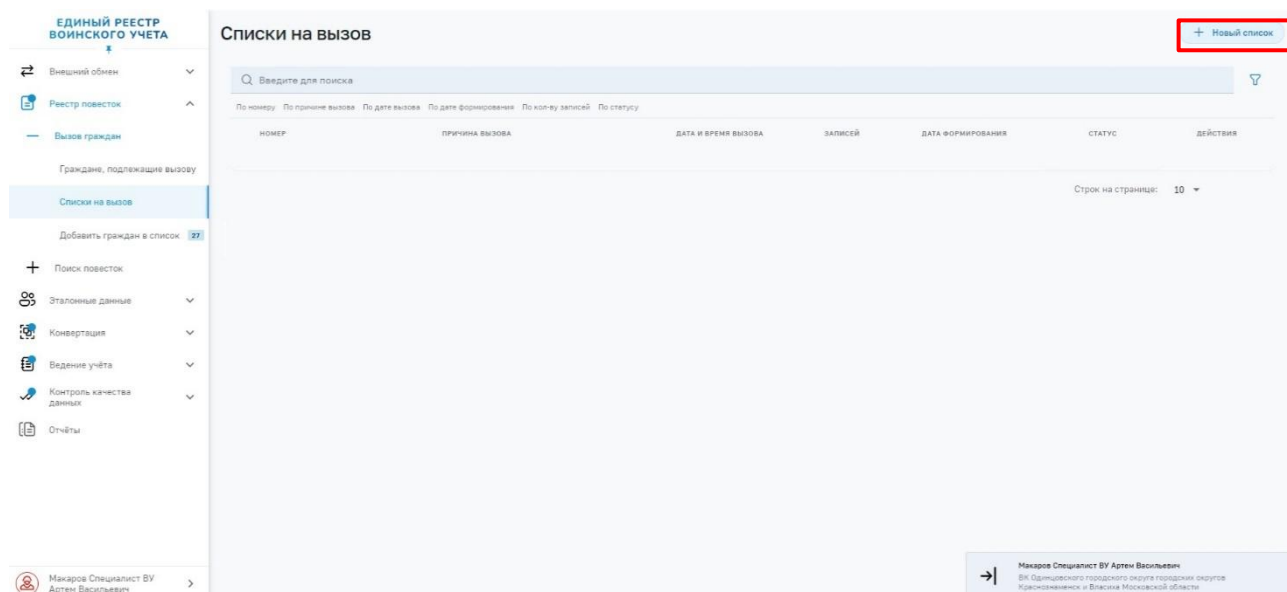 ЕДИНЫЙ РЕЕСТР
ВОИНСКОГО УЧЕТА
Внешний обмен
Реестр повесток
Вызов граждан
Граждане, подлежащие вызову
Списки на вызов
Добавить граждан в список 27
Поиск повесток
Эталонные данные
Конвертация
Ведение учёта
Контроль качества
данных
Отчёты
Макаров Специалист ВУ
Артем Васильевич
Списки на вызов
+ Новый список
Введите для поиска
По номеру По причине вызова По дате вызова По дате формирования По кол-ву записей По статусу
НОМЕР ПРИЧИНА ВЫЗОВА ДАТА И ВРЕМЯ ВЫЗОВА ЗАПИСЕЙ ДАТА ФОРМИРОВАНИЯ СТАТУС ДЕЙСТВИЯ
Строк на странице: 10
Макаров Специалист ВУ Артем Васильевич
ВК Одинцовского городского округа городских округов
Краснознаменск и Власиха Московской области